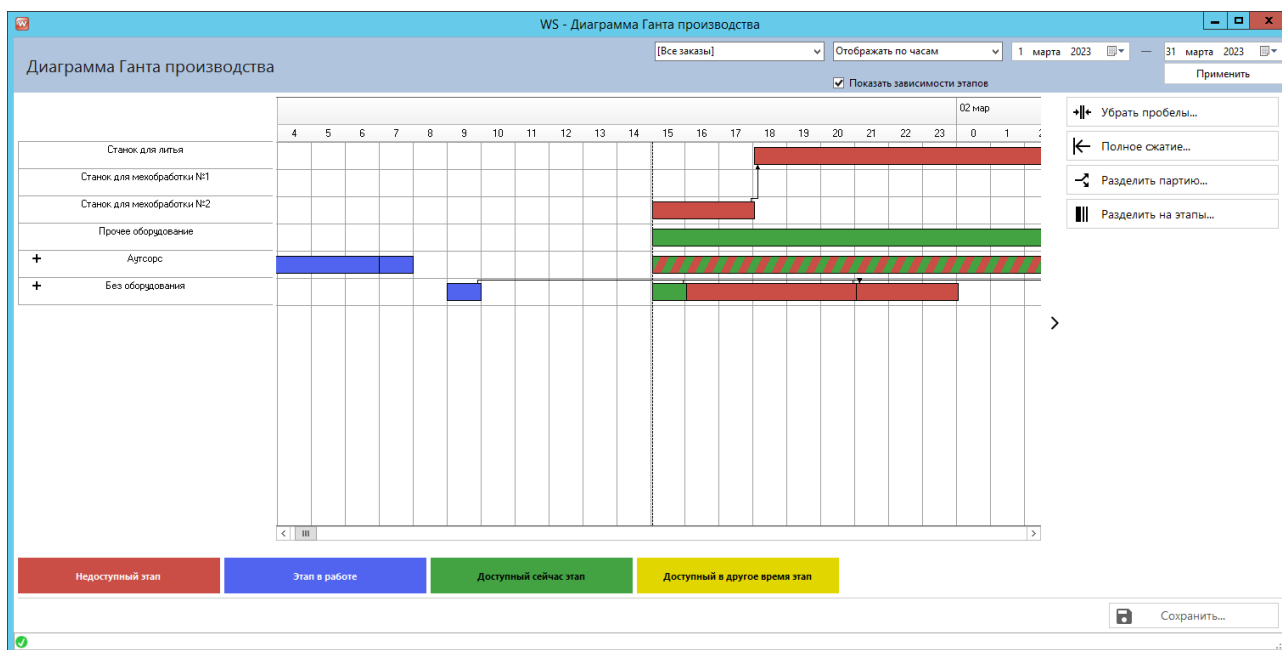 WS - Диаграмма Ганта производства
Диаграмма Ганта производства
[Все заказы]
Отображать по часам
1 марта 2023 — 31 марта 2023
Показать зависимости этапов
Применить
02 мар
4 5 6 7 8 9 10 11 12 13 14 15 16 17 18 19 20 21 22 23 0 1
Станок для литья
Станок для мехобработки №1
Станок для мехобработки №2
Прочее оборудование
+ Аутсорс
+ Без оборудования
Убрать пробелы...
Полное сжатие...
Разделить партию...
Разделить на этапы...
Недоступный этап
Этап в работе
Доступный сейчас этап
Доступный в другое время этап
Сохранить...